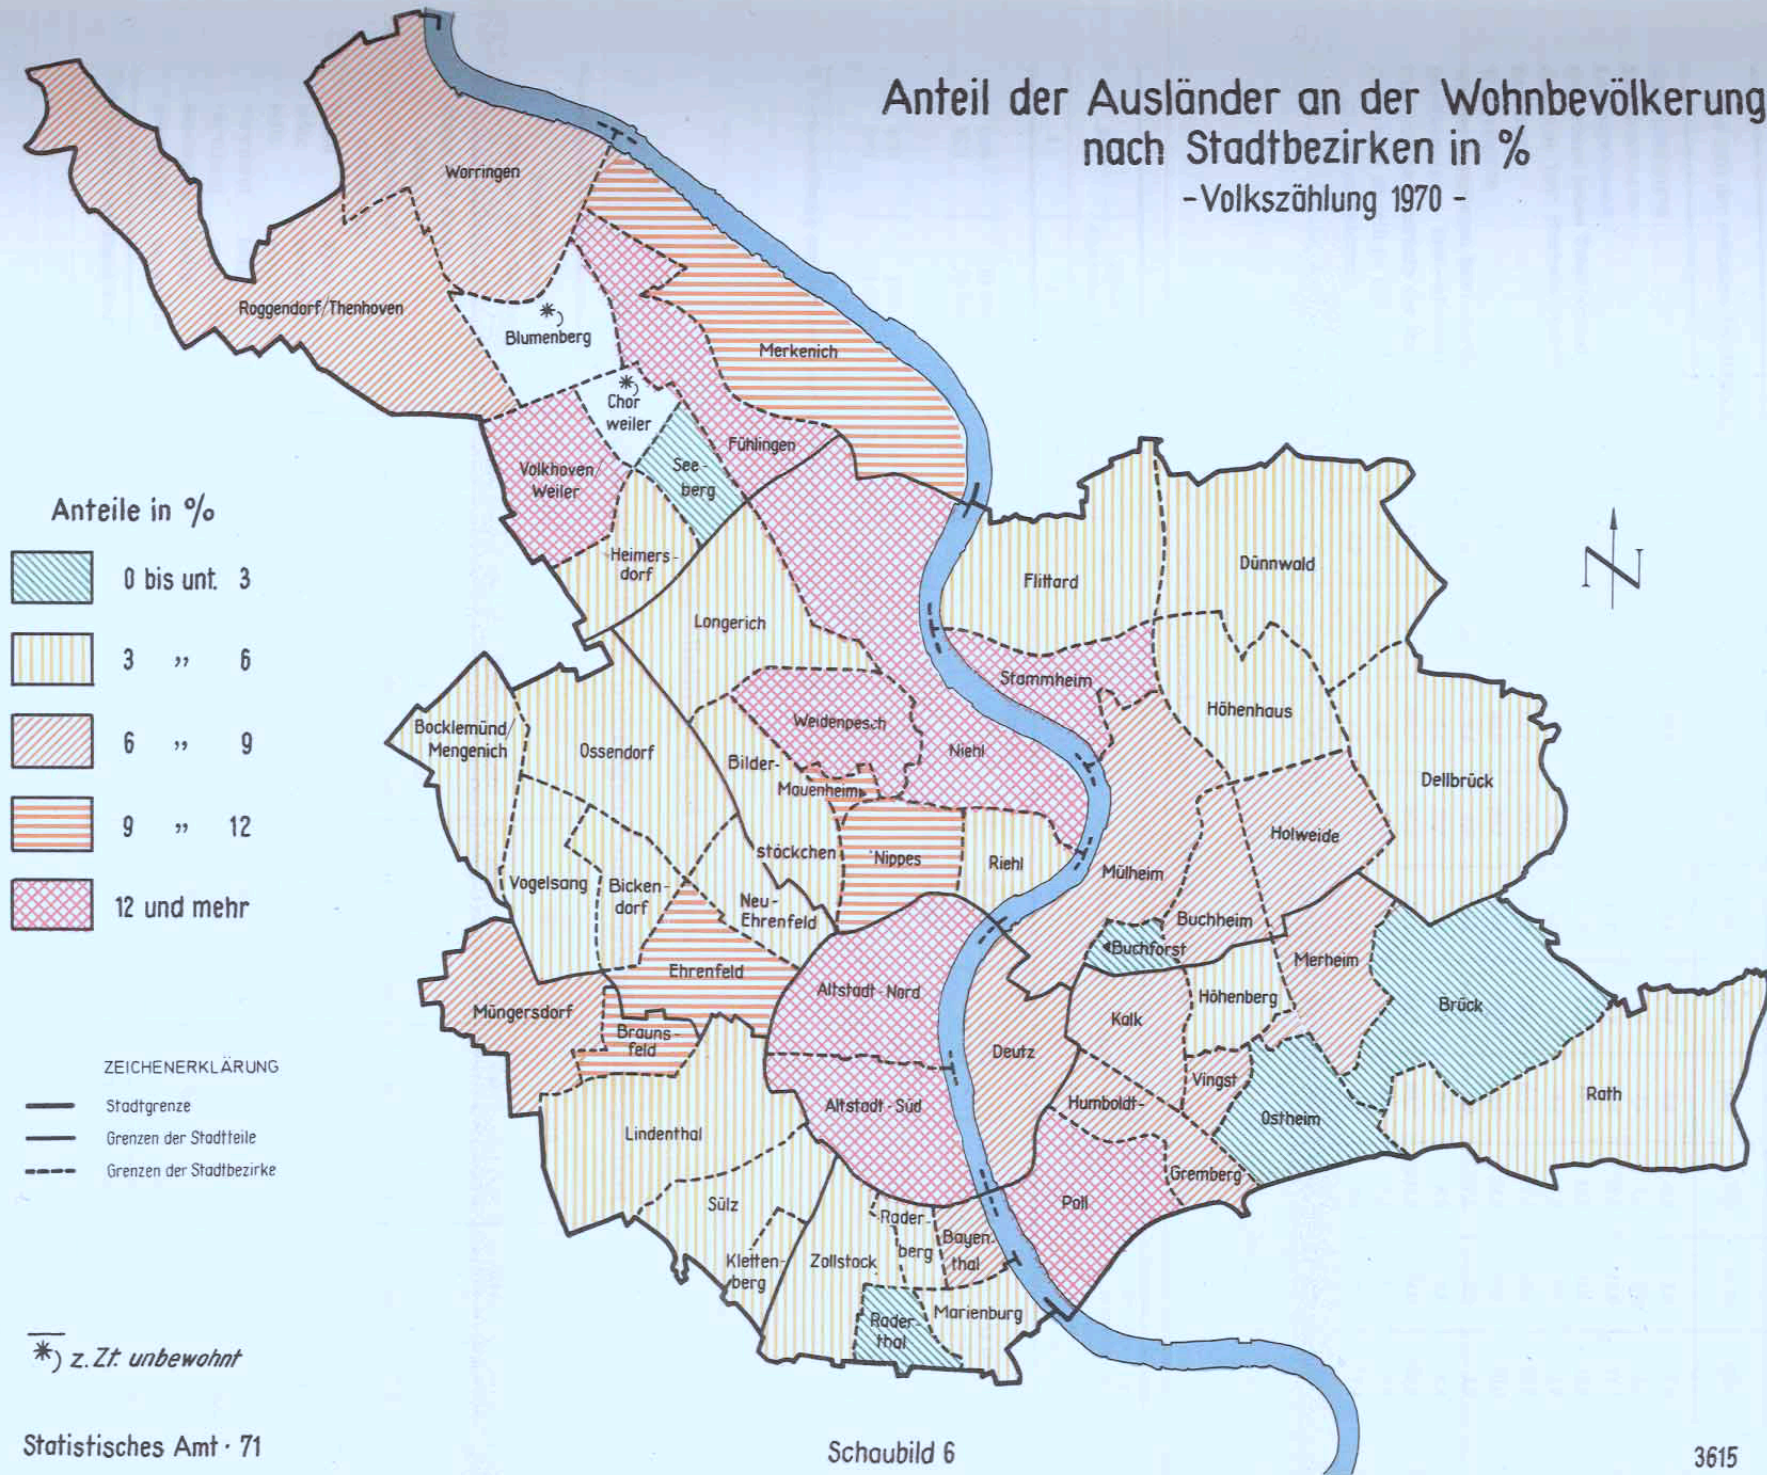 Anteil der Ausländer an der Wohnbevölkerung
nach Stadtbezirken in %
-Volkszählung 1970 -
Worringen
Roggendorf/Thenhoven
Blumenberg
*)
Merkenich
*)
Chor
weiler
Fühlingen
Volkhoven/
Weiler
See-
berg
Heimers-
dorf
Longerich
Flittard
Dünnwald
N
Stammheim
Höhenhaus
Weidenpesch
Niehl
Bocklemünd/
Mengenich
Ossendorf
Bilder-
stöckchen
Mauenheim
Dellbrück
Holweide
Nippes
Riehl
Mülheim
Vogelsang
Bicken-
dorf
Neu-
Ehrenfeld
Buchheim
Buchforst
Merheim
Ehrenfeld
Altstadt-Nord
Höhenberg
Brück
Müngersdorf
Brauns-
feld
Kalk
Deutz
Vingst
Rath
Humboldt-
Gremberg
Ostheim
Altstadt-Süd
Lindenthal
Poll
Sülz
Rader-
berg
Bayen-
thal
Kletten-
berg
Zollstock
Marienburg
Rader-
thal
Anteile in %
0 bis unt. 3
3 „ 6
6 „ 9
9 „ 12
12 und mehr
ZEICHENERKLÄRUNG
Stadtgrenze
Grenzen der Stadtteile
Grenzen der Stadtbezirke
*) z. Zt. unbewohnt
Statistisches Amt · 71
Schaubild 6
3615